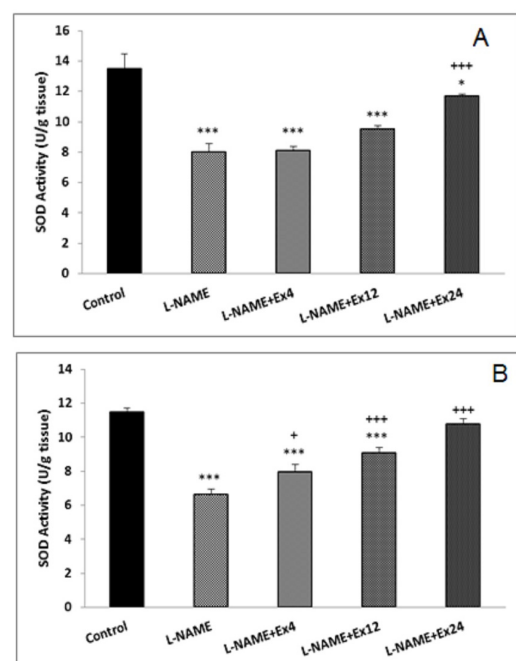 A
SOD Activity (U/g tissue)
16
14
12
10
8
6
4
2
0
***
***
***
+++
*
Control
L-NAME
L-NAME+Ex4
L-NAME+Ex12
L-NAME+Ex24
B
SOD Activity (U/g tissue)
14
12
10
8
6
4
2
0
***
+
***
+++
***
+++
Control
L-NAME
L-NAME+Ex4
L-NAME+Ex12
L-NAME+Ex24